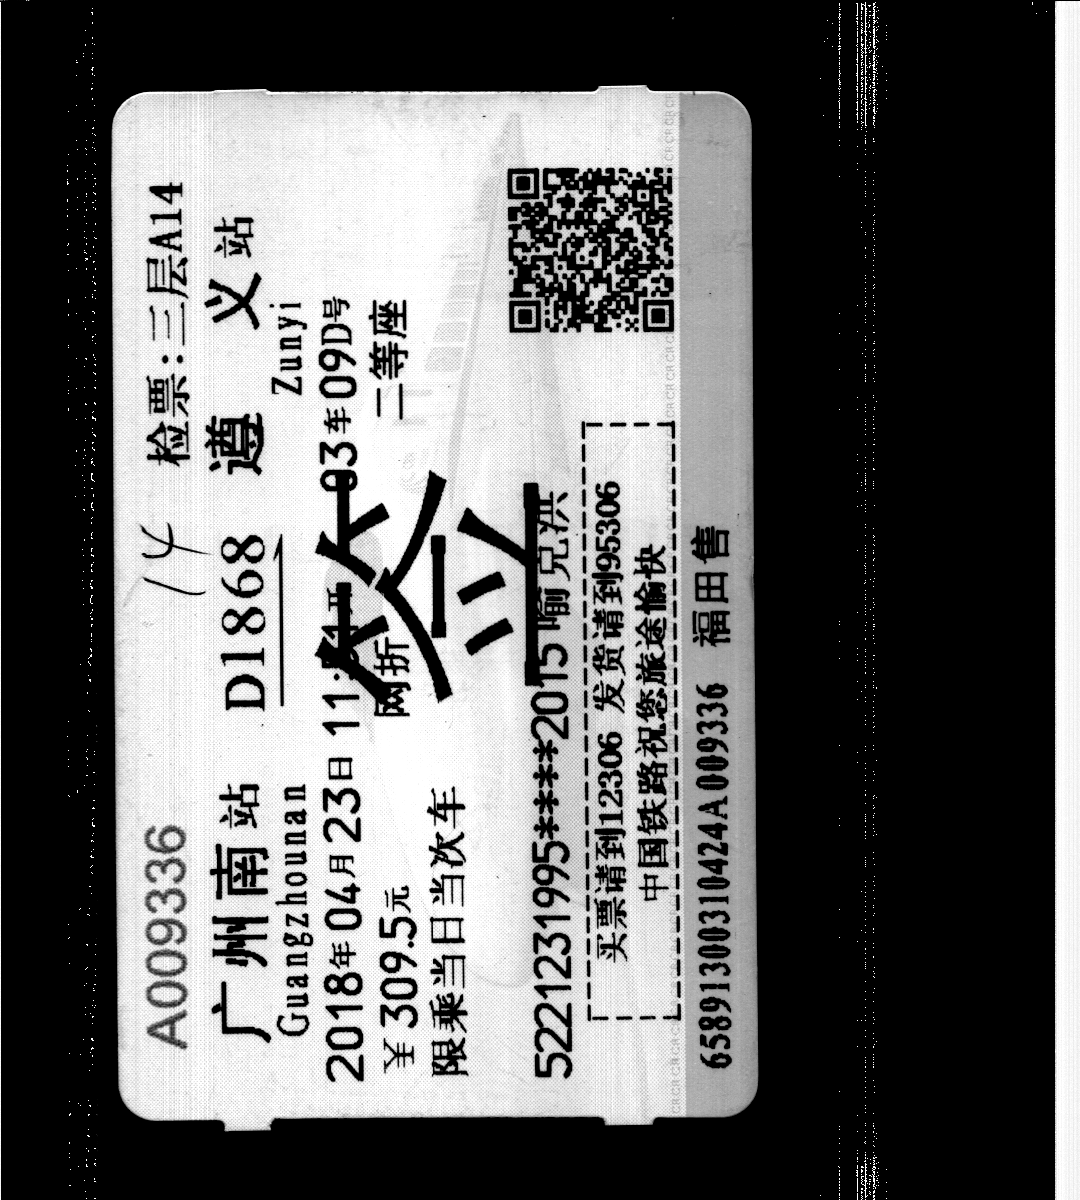 A009336 14 检票:三层A14
广州南站 D1868 遵义站
Guangzhounan Zunyi
2018年04月23日 11:51开 03车09D号
¥309.5元 网折 二等座
限乘当日当次车
签
5221231995****2015喻克洪
买票请到12306 发货请到95306
中国铁路祝您旅途愉快
65891300310424A009336 福田售